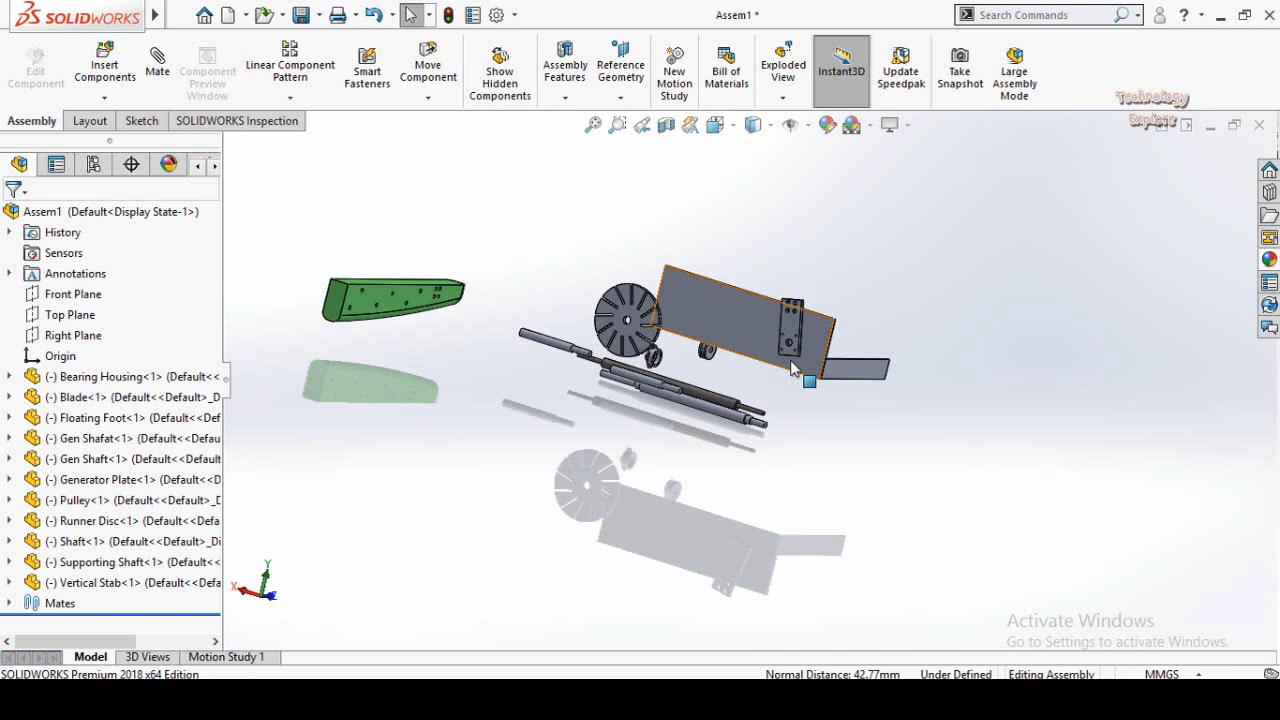 SOLIDWORKS
Assem1 *
Search Commands
Edit Component
Insert Components
Mate
Component Preview Window
Linear Component Pattern
Smart Fasteners
Move Component
Show Hidden Components
Assembly Features
Reference Geometry
New Motion Study
Bill of Materials
Exploded View
Instant3D
Update Speedpak
Take Snapshot
Large Assembly Mode
Technology
Explore
Assembly
Layout
Sketch
SOLIDWORKS Inspection
Assem1 (Default<Display State-1>)
History
Sensors
Annotations
Front Plane
Top Plane
Right Plane
Origin
(-) Bearing Housing<1> (Default<<
(-) Blade<1> (Default<<Default>_D
(-) Floating Foot<1> (Default<<Def
(-) Gen Shafat<1> (Default<<Defau
(-) Gen Shaft<1> (Default<<Default
(-) Generator Plate<1> (Default<<D
(-) Pulley<1> (Default<<Default>_D
(-) Runner Disc<1> (Default<<Defa
(-) Shaft<1> (Default<<Default>_Di
(-) Supporting Shaft<1> (Default<<
(-) Vertical Stab<1> (Default<<Defa
Mates
Y
X
Z
Activate Windows
Go to Settings to activate Windows.
Model
3D Views
Motion Study 1
SOLIDWORKS Premium 2018 x64 Edition
Normal Distance: 42.77mm
Under Defined
Editing Assembly
MMGS